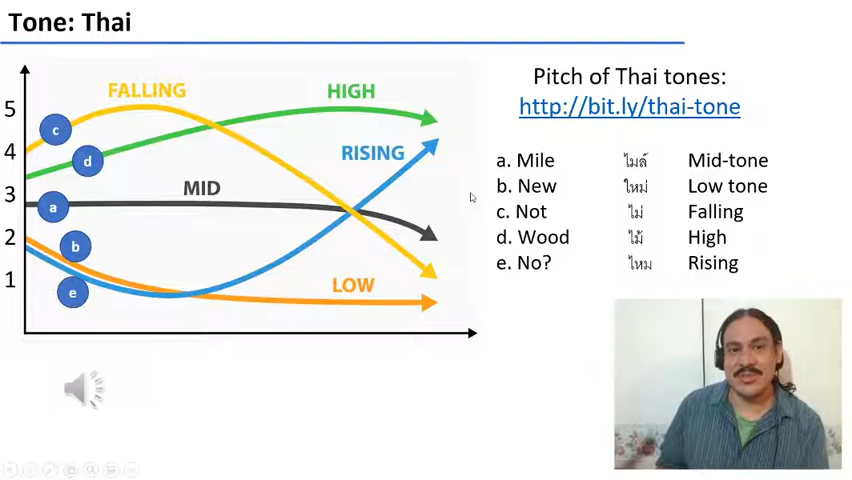 Tone: Thai
5
4
3
2
1
FALLING
HIGH
RISING
MID
LOW
c
d
a
b
e
Pitch of Thai tones:
http://bit.ly/thai-tone
a. Mile ไมล์ Mid-tone
b. New ใหม่ Low tone
c. Not ไม่ Falling
d. Wood ไม้ High
e. No? ไหม Rising